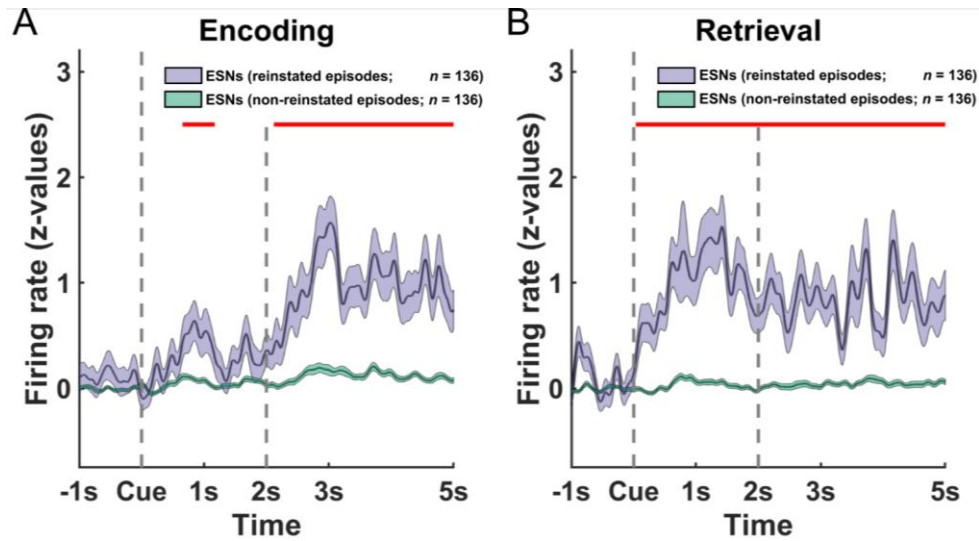 A
Encoding
ESNs (reinstated episodes; n = 136)
ESNs (non-reinstated episodes; n = 136)
3
2
1
0
Firing rate (z-values)
-1s Cue 1s 2s 3s 5s
Time
B
Retrieval
ESNs (reinstated episodes; n = 136)
ESNs (non-reinstated episodes; n = 136)
3
2
1
0
Firing rate (z-values)
-1s Cue 1s 2s 3s 5s
Time